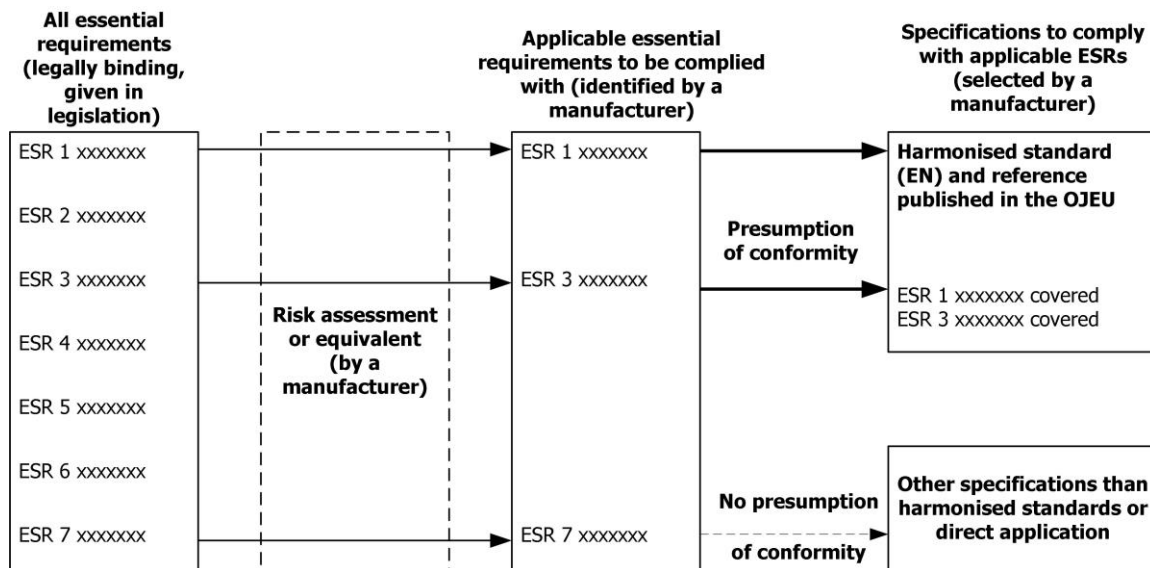 All essential
requirements
(legally binding,
given in
legislation)
ESR 1 xxxxxxx
ESR 2 xxxxxxx
ESR 3 xxxxxxx
ESR 4 xxxxxxx
ESR 5 xxxxxxx
ESR 6 xxxxxxx
ESR 7 xxxxxxx
Risk assessment
or equivalent
(by a
manufacturer)
Applicable essential
requirements to be complied
with (identified by a
manufacturer)
ESR 1 xxxxxxx
ESR 3 xxxxxxx
ESR 7 xxxxxxx
Presumption
of conformity
No presumption
of conformity
Specifications to comply
with applicable ESRs
(selected by a
manufacturer)
Harmonised standard
(EN) and reference
published in the OJEU
ESR 1 xxxxxxx covered
ESR 3 xxxxxxx covered
Other specifications than
harmonised standards or
direct application